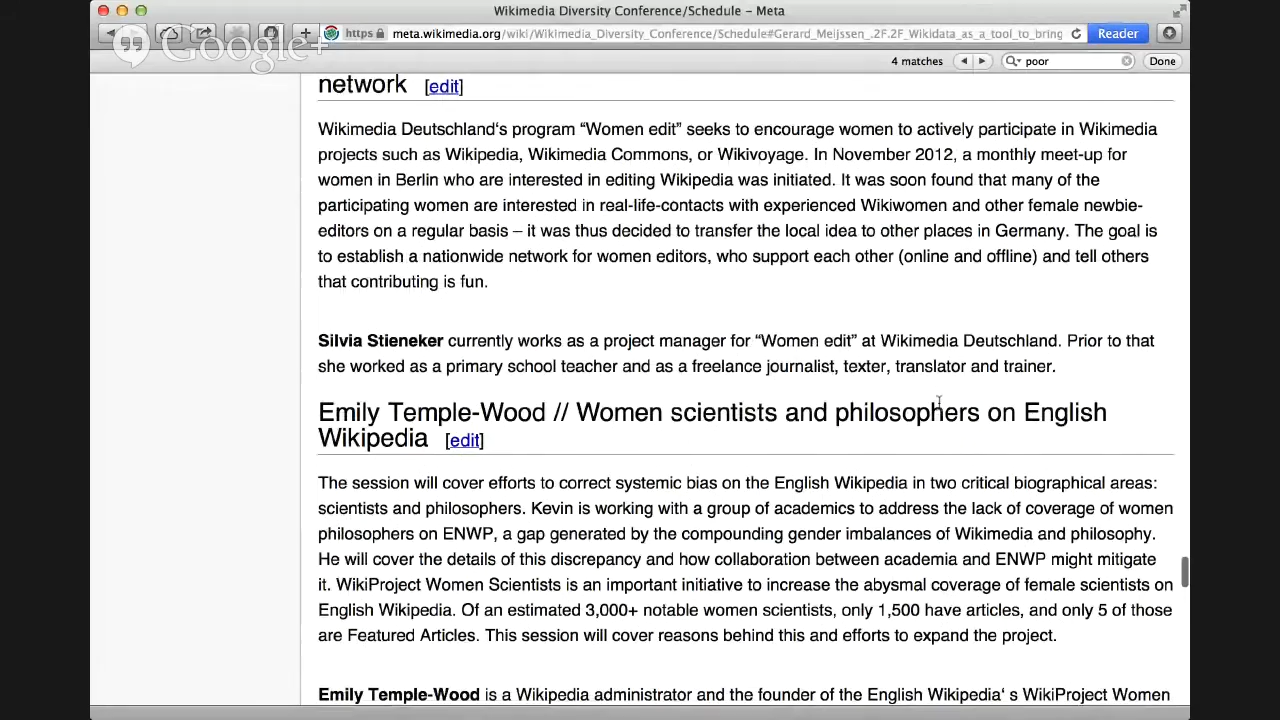 Wikimedia Diversity Conference/Schedule – Meta
Google+
https meta.wikimedia.org/wiki/Wikimedia_Diversity_Conference/Schedule#Gerard_Meijssen_.2F.2F_Wikidata_as_a_tool_to_bring Reader
4 matches poor Done
network [edit]
Wikimedia Deutschland‘s program “Women edit” seeks to encourage women to actively participate in Wikimedia
projects such as Wikipedia, Wikimedia Commons, or Wikivoyage. In November 2012, a monthly meet-up for
women in Berlin who are interested in editing Wikipedia was initiated. It was soon found that many of the
participating women are interested in real-life-contacts with experienced Wikiwomen and other female newbie-
editors on a regular basis – it was thus decided to transfer the local idea to other places in Germany. The goal is
to establish a nationwide network for women editors, who support each other (online and offline) and tell others
that contributing is fun.
Silvia Stieneker currently works as a project manager for “Women edit” at Wikimedia Deutschland. Prior to that
she worked as a primary school teacher and as a freelance journalist, texter, translator and trainer.
Emily Temple-Wood // Women scientists and philosophers on English
Wikipedia [edit]
The session will cover efforts to correct systemic bias on the English Wikipedia in two critical biographical areas:
scientists and philosophers. Kevin is working with a group of academics to address the lack of coverage of women
philosophers on ENWP, a gap generated by the compounding gender imbalances of Wikimedia and philosophy.
He will cover the details of this discrepancy and how collaboration between academia and ENWP might mitigate
it. WikiProject Women Scientists is an important initiative to increase the abysmal coverage of female scientists on
English Wikipedia. Of an estimated 3,000+ notable women scientists, only 1,500 have articles, and only 5 of those
are Featured Articles. This session will cover reasons behind this and efforts to expand the project.
Emily Temple-Wood is a Wikipedia administrator and the founder of the English Wikipedia‘ s WikiProject Women